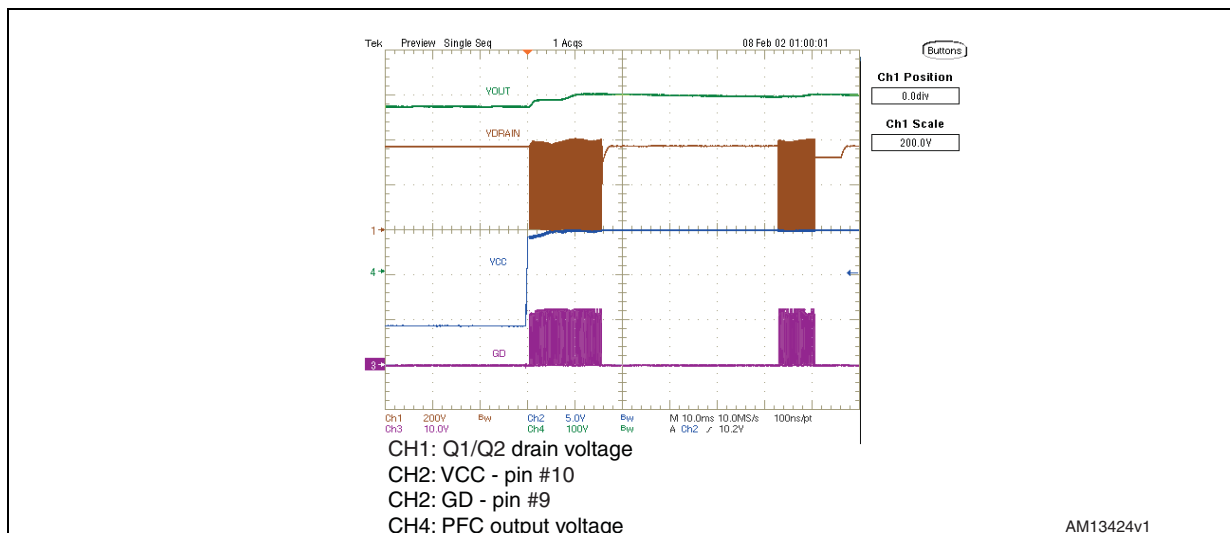 Tek Preview Single Seq 1 Acqs 08 Feb 02 01:00:01
Buttons
Ch1 Position
0.0div
Ch1 Scale
200.0V
VOUT
VDRAIN
1
VCC
4
GD
3
Ch1 200V Bw Ch2 5.0V Bw M 10.0ms 10.0MS/s 100ns/pt
Ch3 10.0V Ch4 100V Bw A Ch2 / 10.2V
CH1: Q1/Q2 drain voltage
CH2: VCC - pin #10
CH2: GD - pin #9
CH4: PFC output voltage
AM13424v1